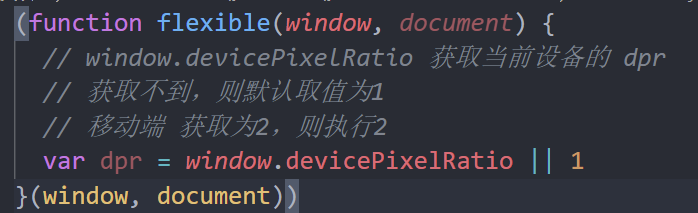 (function flexible(window, document) {
// window.devicePixelRatio 获取当前设备的 dpr
// 获取不到，则默认取值为1
// 移动端 获取为2，则执行2
var dpr = window.devicePixelRatio || 1
}(window, document))